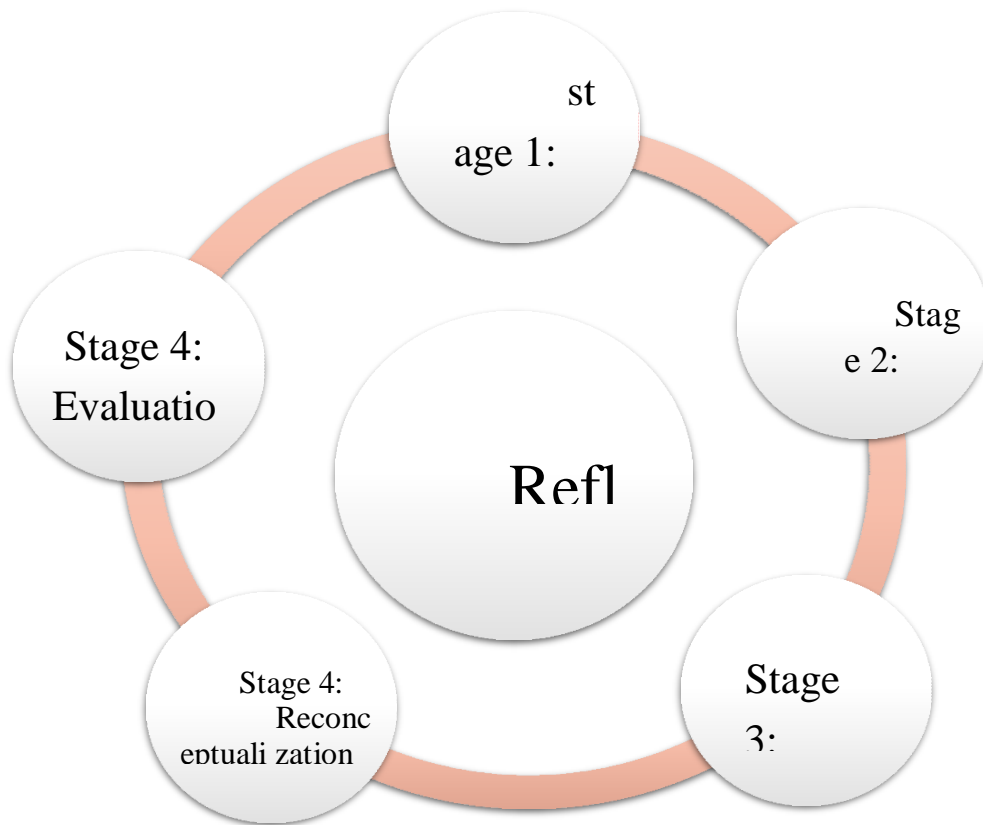 st
age 1:
Stag
e 2:
Stage
3:
Stage 4:
Reconc
eptuali zation
Stage 4:
Evaluatio
Refl